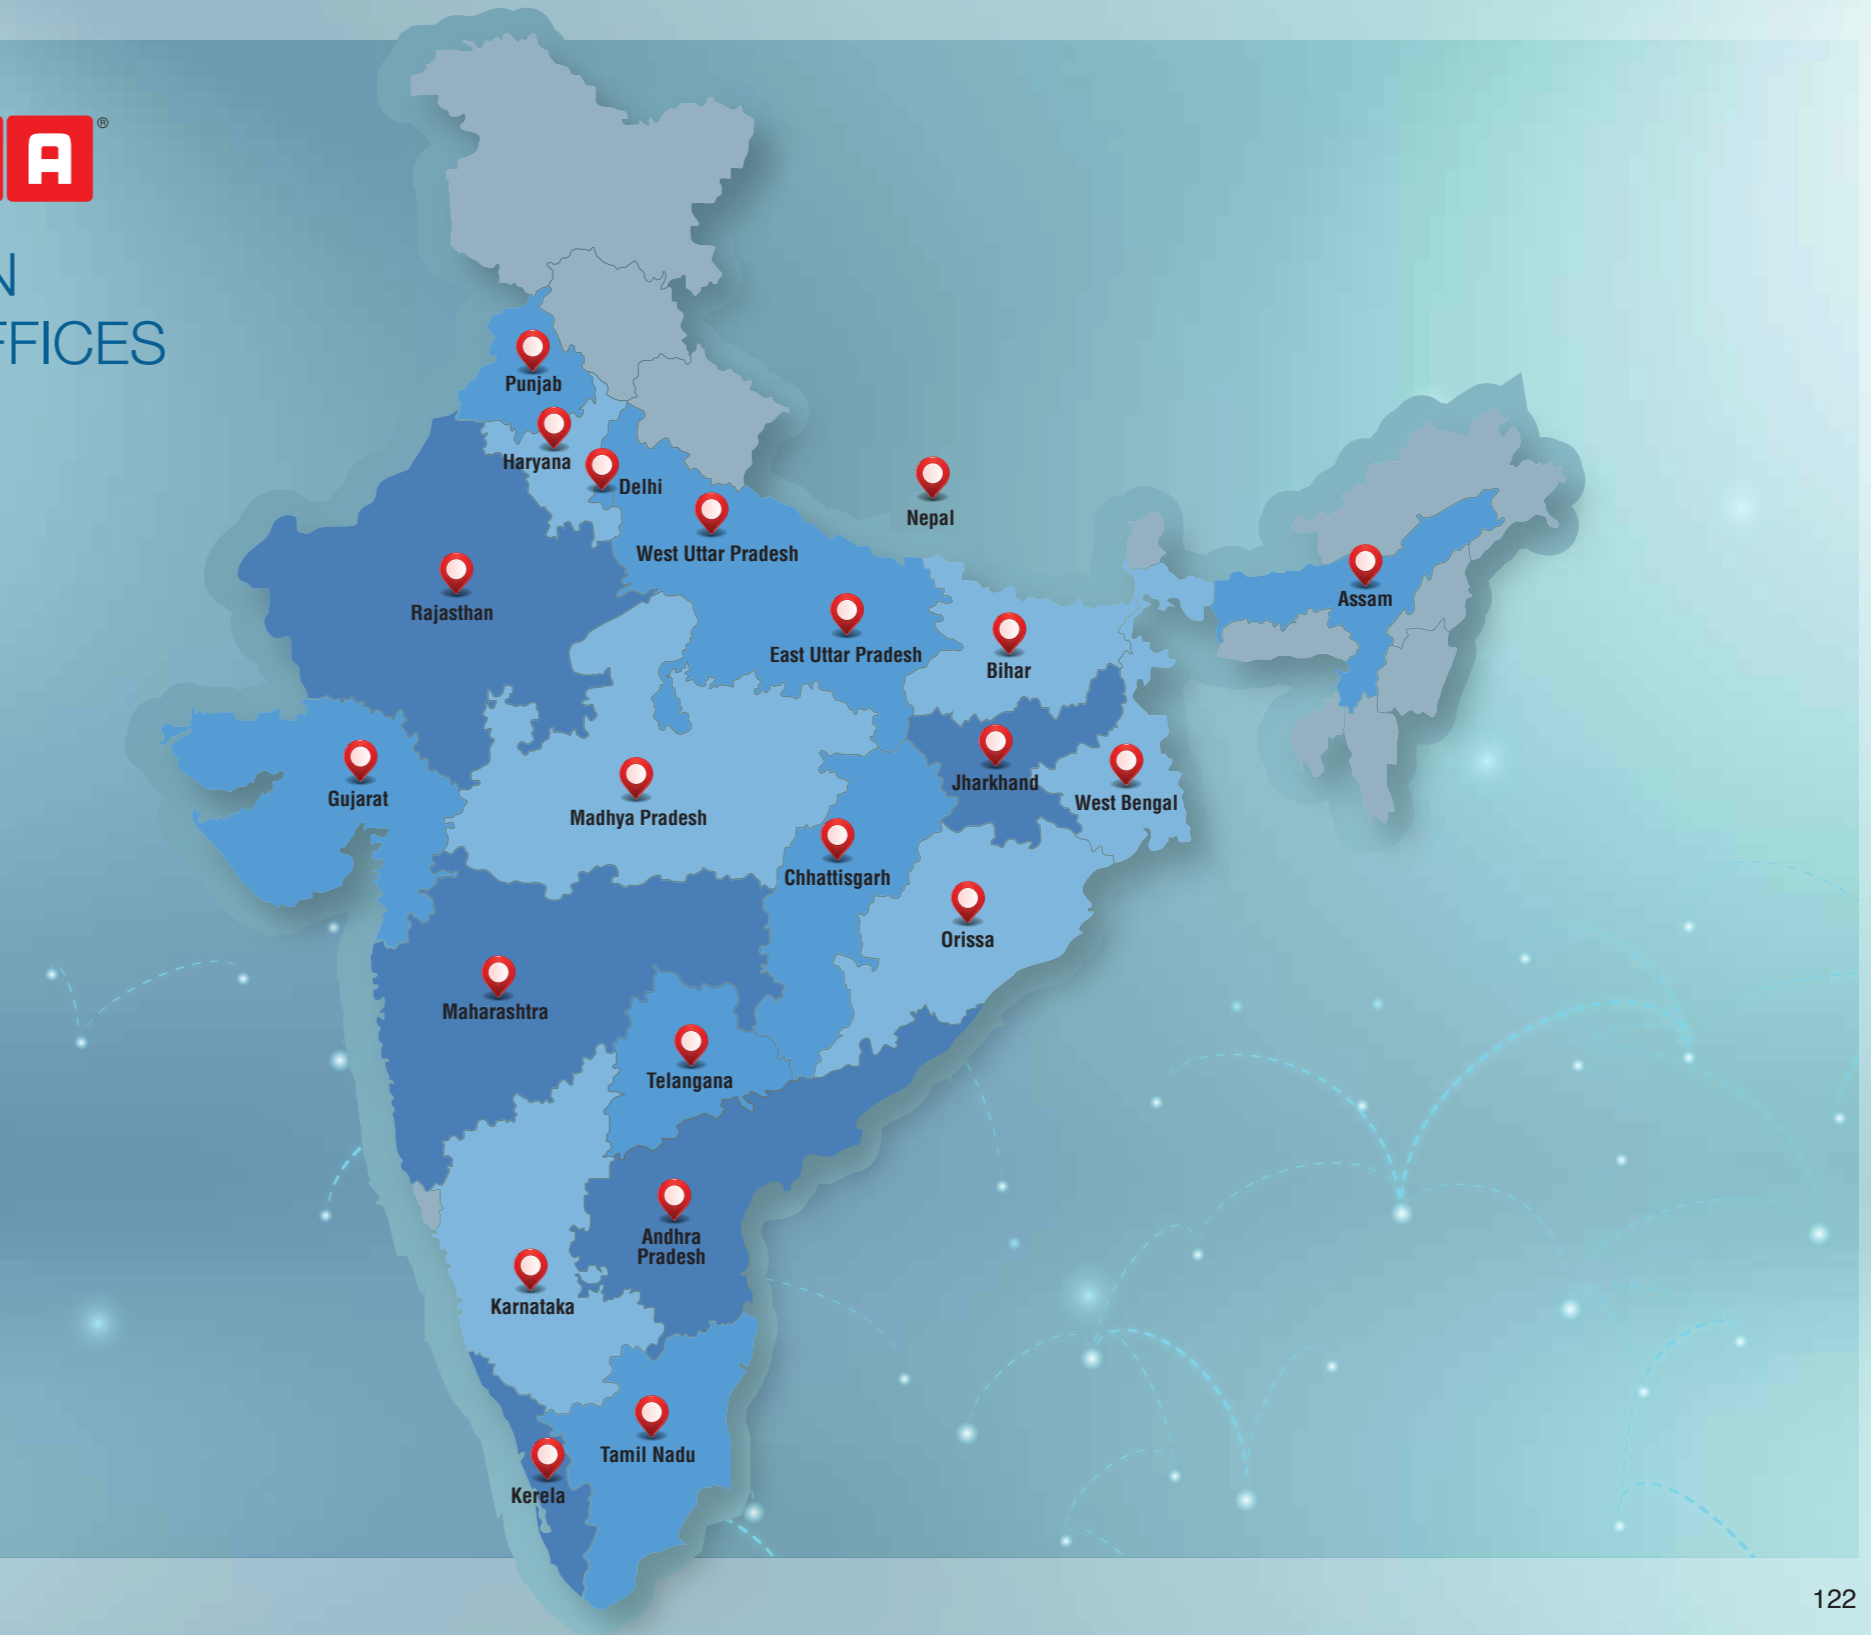 A®
N
FFICES
Punjab
Haryana
Delhi
Nepal
West Uttar Pradesh
Rajasthan
Assam
East Uttar Pradesh
Bihar
Gujarat
Jharkhand
Madhya Pradesh
West Bengal
Chhattisgarh
Orissa
Maharashtra
Telangana
Andhra
Pradesh
Karnataka
Tamil Nadu
Kerela
122